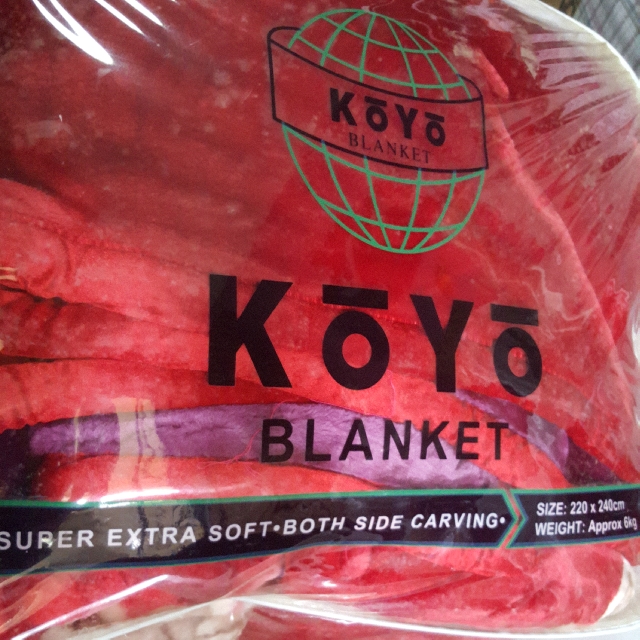 KōYō
BLANKET
KōYō
BLANKET
SUPER EXTRA SOFT•BOTH SIDE CARVING•
SIZE: 220 x 240cm
WEIGHT: Approx 6kg